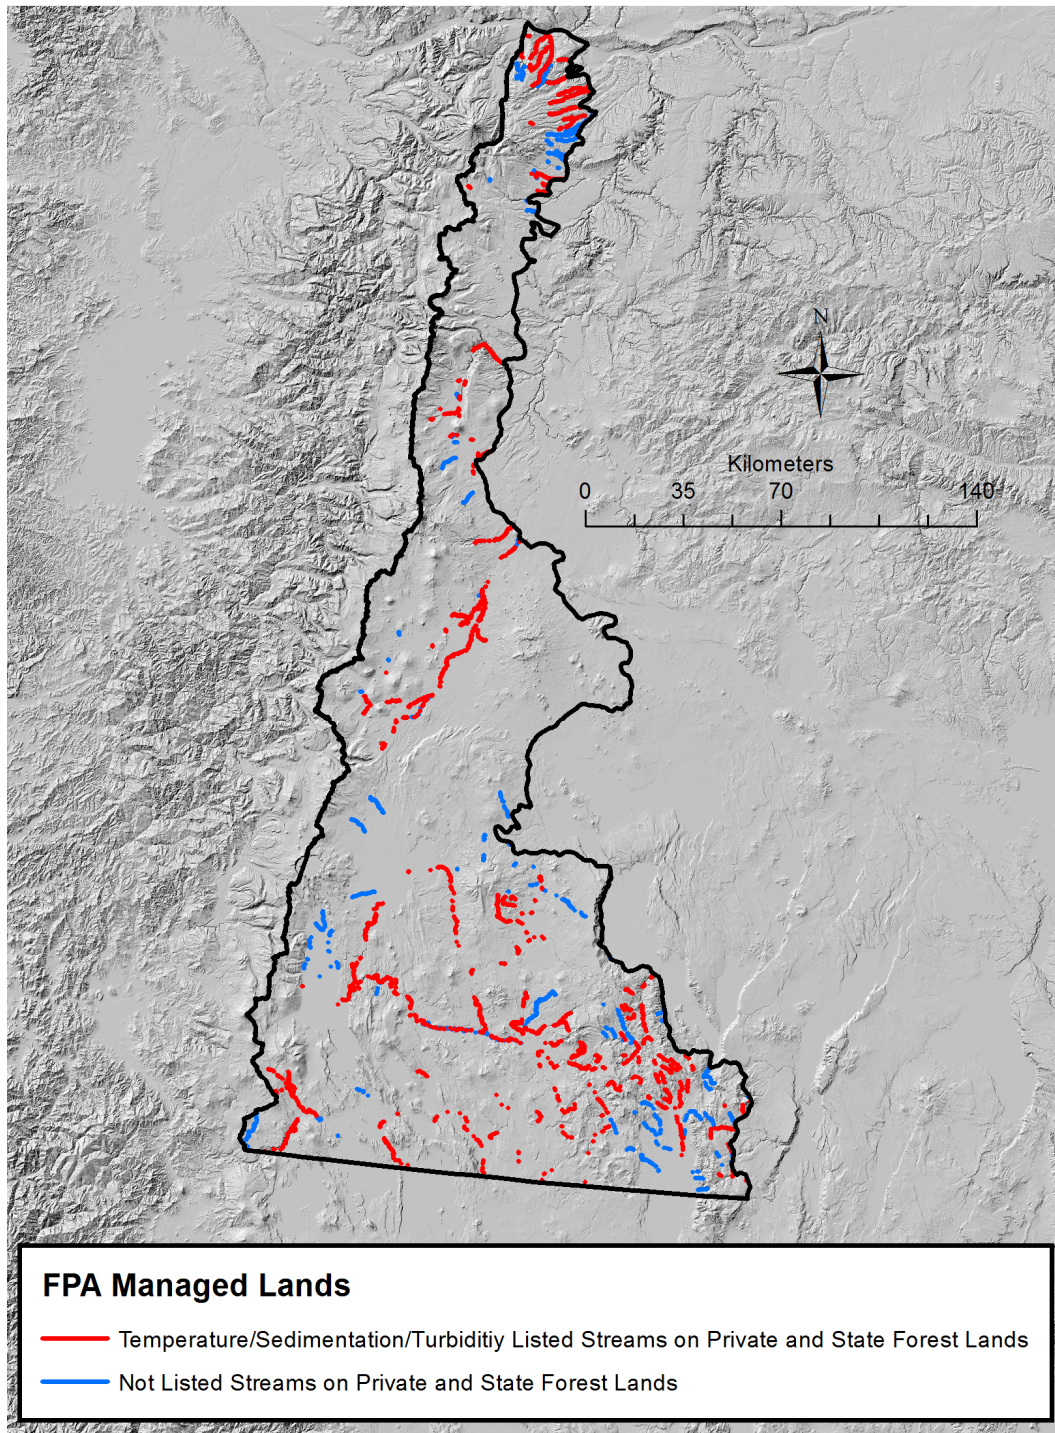 N
Kilometers
0 35 70 140
FPA Managed Lands
Temperature/Sedimentation/Turbiditiy Listed Streams on Private and State Forest Lands
Not Listed Streams on Private and State Forest Lands